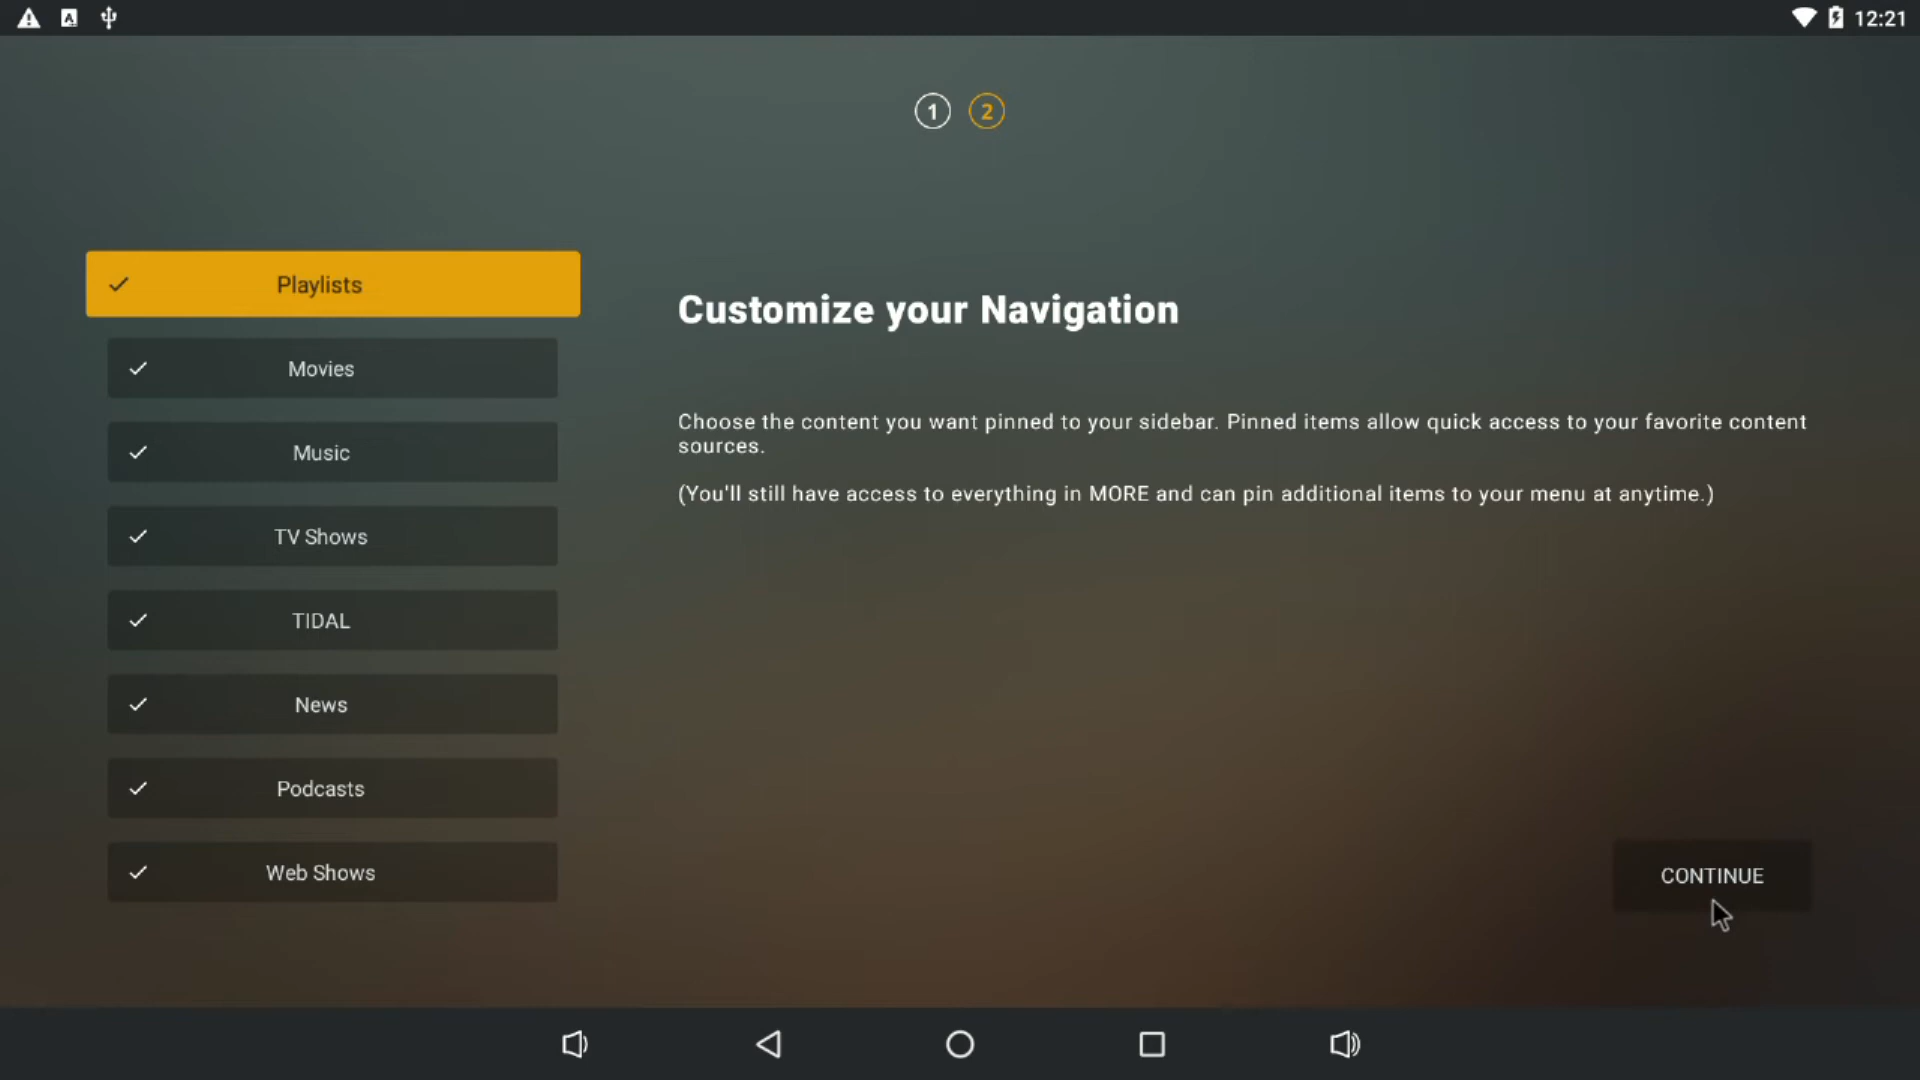 12:21
1 2
Playlists
Movies
Music
TV Shows
TIDAL
News
Podcasts
Web Shows
Customize your Navigation
Choose the content you want pinned to your sidebar. Pinned items allow quick access to your favorite content
sources.
(You'll still have access to everything in MORE and can pin additional items to your menu at anytime.)
CONTINUE